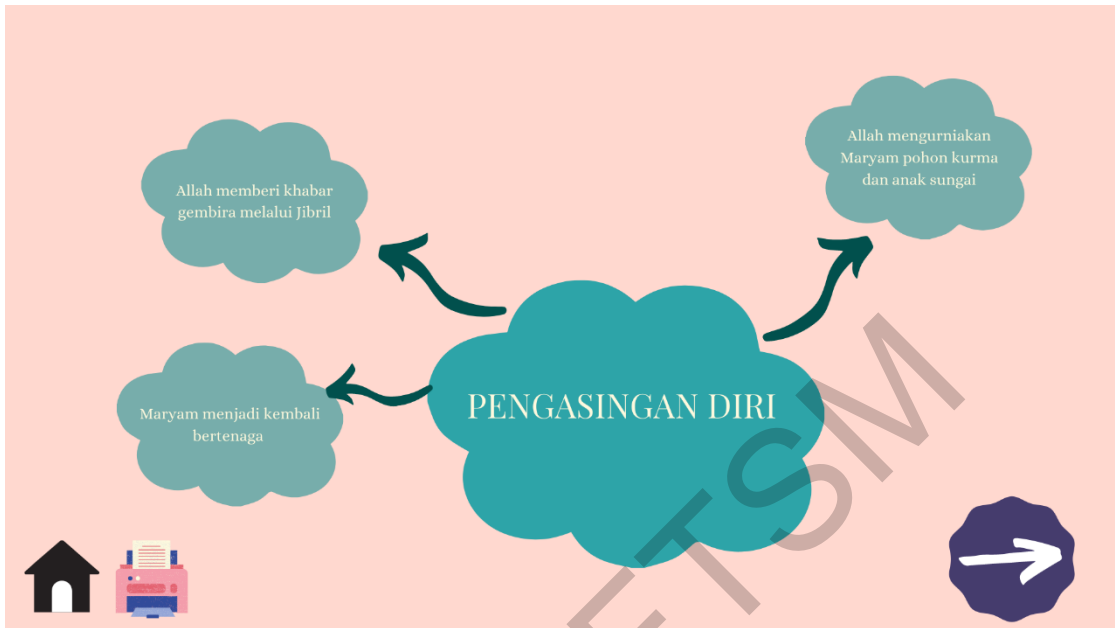 Allah mengurniakan
Maryam pohon kurma
dan anak sungai
Allah memberi khabar
gembira melalui Jibril
PENGASINGAN DIRI
Maryam menjadi kembali
bertenaga
FTSM